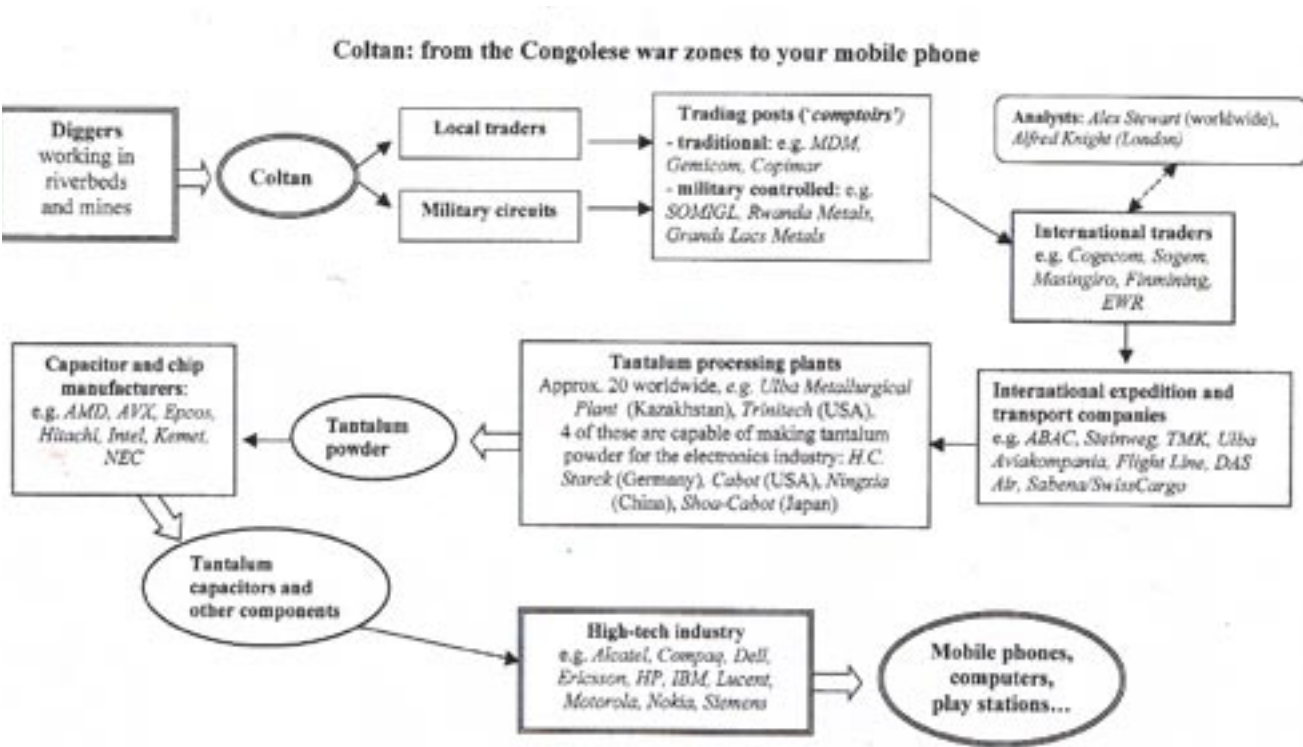 Coltan: from the Congolese war zones to your mobile phone
Diggers
working in
riverbeds
and mines
Coltan
Local traders
Military circuits
Trading posts ('comptoirs')
- traditional: e.g. MDM,
Gemicom, Copimar
- military controlled: e.g.
SOMIGL, Rwanda Metals,
Grands Lacs Metals
Analysts: Alex Stewart (worldwide),
Alfred Knight (London)
International traders
e.g. Cogecom, Sogem,
Masingiro, Finmining,
EWR
International expedition and
transport companies
e.g. ABAC, Steinweg, TMK, Ulba
Aviakompania, Flight Line, DAS
Air, Sabena/SwissCargo
Tantalum processing plants
Approx. 20 worldwide, e.g. Ulba Metallurgical
Plant (Kazakhstan), Trinitech (USA),
4 of these are capable of making tantalum
powder for the electronics industry: H.C.
Starck (Germany), Cabot (USA), Ningxia
(China), Shoa-Cabot (Japan)
Tantalum
powder
Capacitor and chip
manufacturers:
e.g. AMD, AVX, Epcos,
Hitachi, Intel, Kemet,
NEC
Tantalum
capacitors and
other components
High-tech industry
e.g. Alcatel, Compaq, Dell,
Ericsson, HP, IBM, Lucent,
Motorola, Nokia, Siemens
Mobile phones,
computers,
play stations...